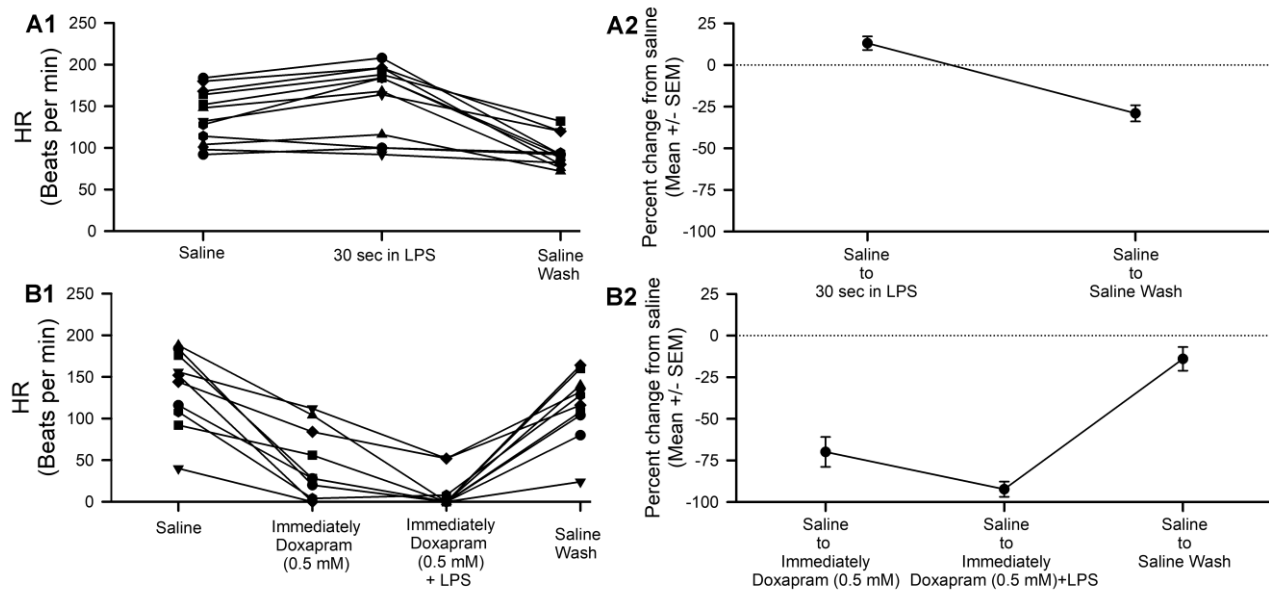 A1
HR
(Beats per min)
250
200
150
100
50
0
Saline
30 sec in LPS
Saline
Wash
A2
Percent change from saline
(Mean +/- SEM)
25
0
-25
-50
-75
-100
Saline
to
30 sec in LPS
Saline
to
Saline Wash
B1
HR
(Beats per min)
250
200
150
100
50
0
Saline
Immediately
Doxapram
(0.5 mM)
Immediately
Doxapram
(0.5 mM)
+ LPS
Saline
Wash
B2
Percent change from saline
(Mean +/- SEM)
25
0
-25
-50
-75
-100
Saline
to
Immediately
Doxapram (0.5 mM)
Saline
to
Immediately
Doxapram (0.5 mM)+LPS
Saline
to
Saline Wash